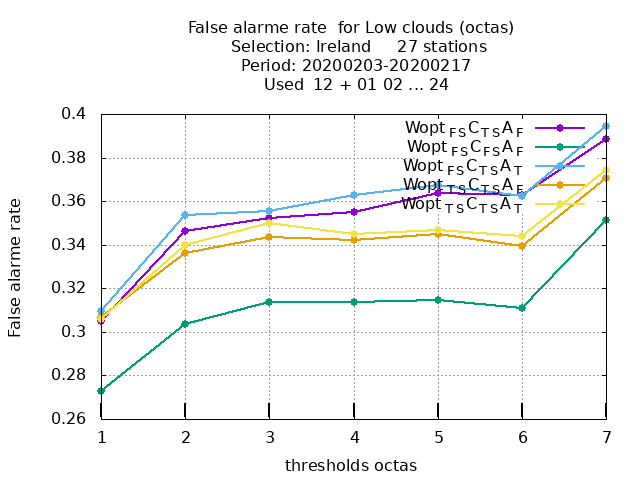 False alarme rate  for Low clouds (octas)
Selection: Ireland     27 stations
Period: 20200203-20200217
Used  12 + 01 02 ... 24
False alarme rate
0.4
0.38
0.36
0.34
0.32
0.3
0.28
0.26
Wopt FS C TS A F
Wopt FS C FS A F
Wopt FS C TS A T
Wopt TS C TS A F
Wopt TS C TS A T
1 2 3 4 5 6 7
thresholds octas